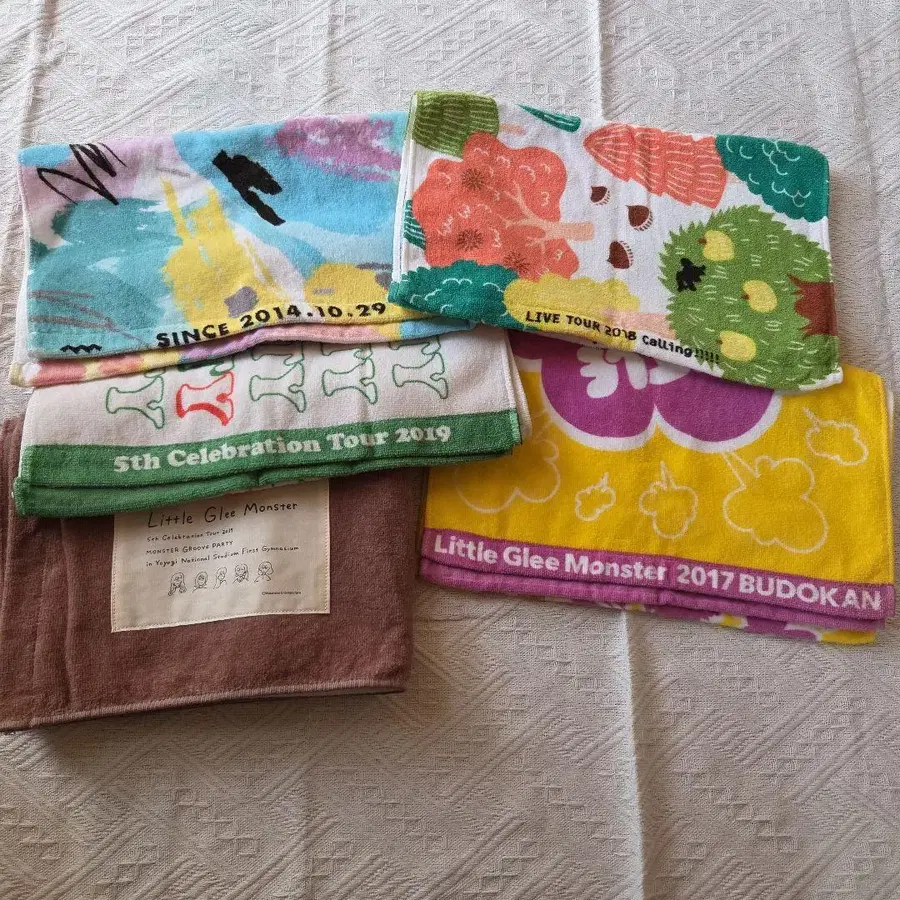 SINCE 2014.10.29
LIVE TOUR 2018 calling!!!!!
5th Celebration Tour 2019
Little Glee Monster
5th Celebration Tour 2019
MONSTER GROOVE PARTY
in Yoyogi National Stadium First Gymnasium
Little Glee Monster 2017 BUDOKAN